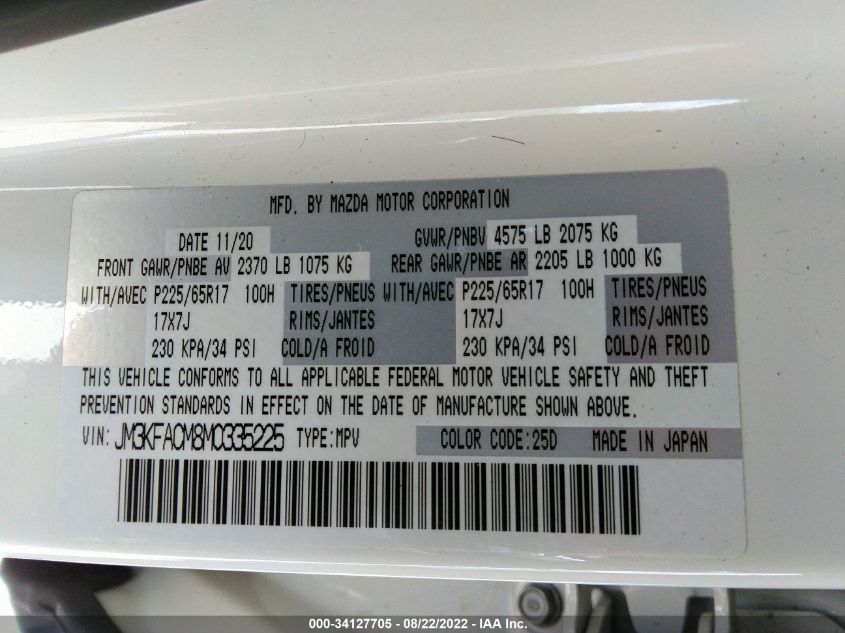 MFD. BY MAZDA MOTOR CORPORATION
DATE 11/20 GVWR/PNBV 4575 LB 2075 KG
FRONT GAWR/PNBE AV 2370 LB 1075 KG REAR GAWR/PNBE AR 2205 LB 1000 KG
WITH/AVEC P225/65R17 100H TIRES/PNEUS WITH/AVEC P225/65R17 100H TIRES/PNEUS
17X7J RIMS/JANTES 17X7J RIMS/JANTES
230 KPA/34 PSI COLD/A FROID 230 KPA/34 PSI COLD/A FROID
THIS VEHICLE CONFORMS TO ALL APPLICABLE FEDERAL MOTOR VEHICLE SAFETY AND THEFT
PREVENTION STANDARDS IN EFFECT ON THE DATE OF MANUFACTURE SHOWN ABOVE.
VIN: JM3KFACM8M0335225 TYPE:MPV COLOR CODE:25D MADE IN JAPAN
000-34127705 - 08/22/2022 - IAA Inc.